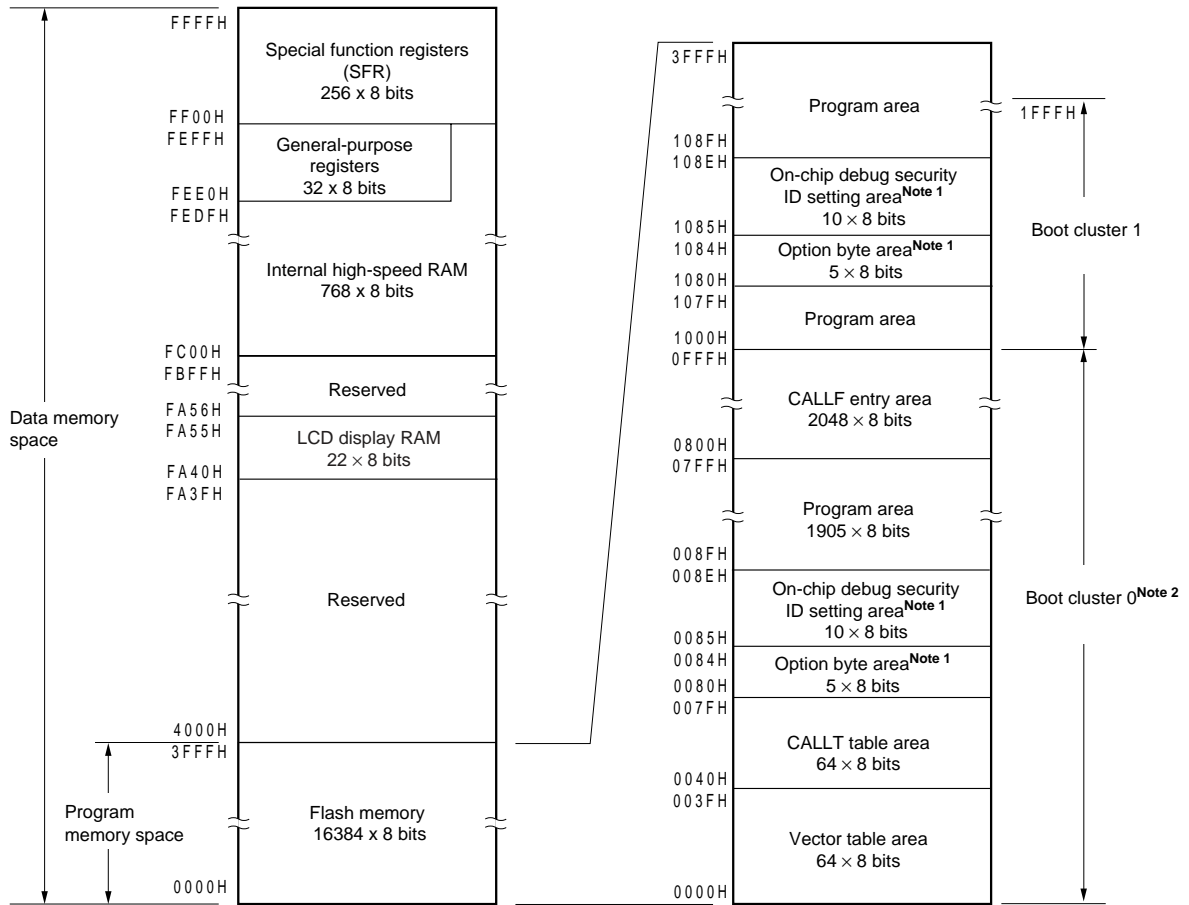 FFFFH
Special function registers
(SFR)
256 x 8 bits
FF00H
FEFFH
General-purpose
registers
32 x 8 bits
FEE0H
FEDFH
Internal high-speed RAM
768 x 8 bits
FC00H
FBFFH
Reserved
FA56H
FA55H
LCD display RAM
22 × 8 bits
FA40H
FA3FH
Reserved
4000H
3FFFH
Flash memory
16384 x 8 bits
0000H
Data memory
space
Program
memory space
3FFFH
Program area
1FFFH
108FH
108EH
On-chip debug security
ID setting areaNote 1
10 × 8 bits
1085H
1084H
Option byte areaNote 1
5 × 8 bits
1080H
107FH
Program area
1000H
0FFFH
Boot cluster 1
CALLF entry area
2048 × 8 bits
0800H
07FFH
Program area
1905 × 8 bits
008FH
008EH
On-chip debug security
ID setting areaNote 1
10 × 8 bits
0085H
0084H
Option byte areaNote 1
5 × 8 bits
0080H
007FH
CALLT table area
64 × 8 bits
0040H
003FH
Vector table area
64 × 8 bits
0000H
Boot cluster 0Note 2